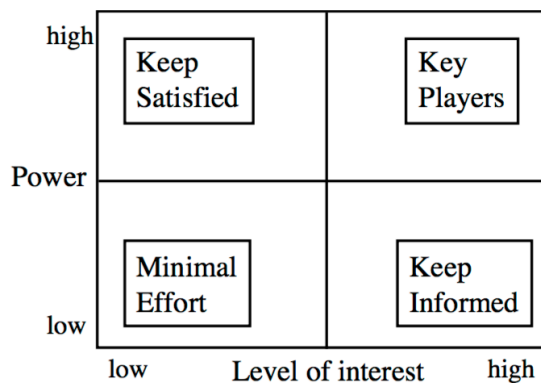 high
Keep
Satisfied
Key
Players
Power
Minimal
Effort
Keep
Informed
low
low
Level of interest
high